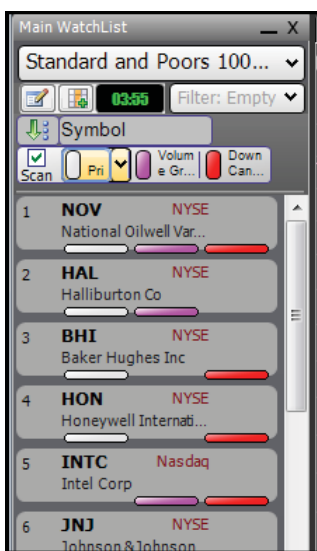 Main WatchList X
Standard and Poors 100...
03:55 Filter: Empty
Symbol
Scan Pri Volum e Gr... Down Can...
1 NOV NYSE
National Oilwell Var...
2 HAL NYSE
Halliburton Co
3 BHI NYSE
Baker Hughes Inc
4 HON NYSE
Honeywell Internati...
5 INTC Nasdaq
Intel Corp
6 JNJ NYSE
Johnson & Johnson